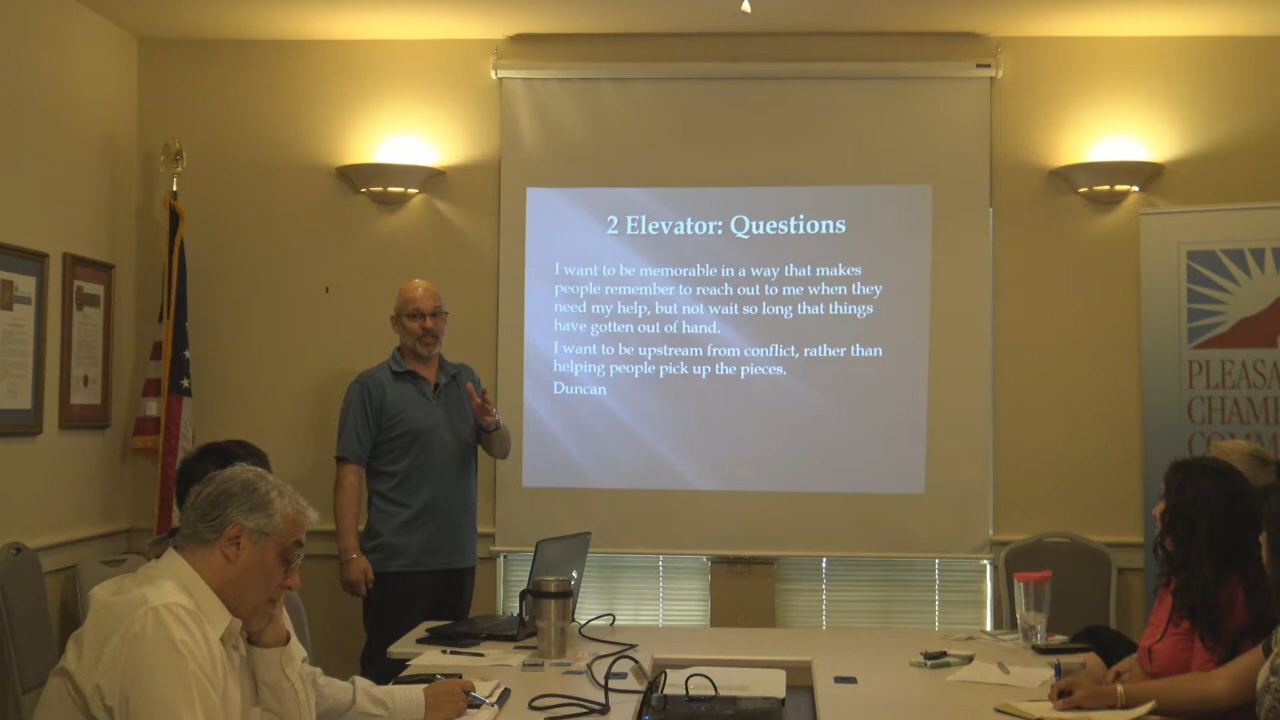 2 Elevator: Questions
I want to be memorable in a way that makes
people remember to reach out to me when they
need my help, but not wait so long that things
have gotten out of hand.
I want to be upstream from conflict, rather than
helping people pick up the pieces.
Duncan